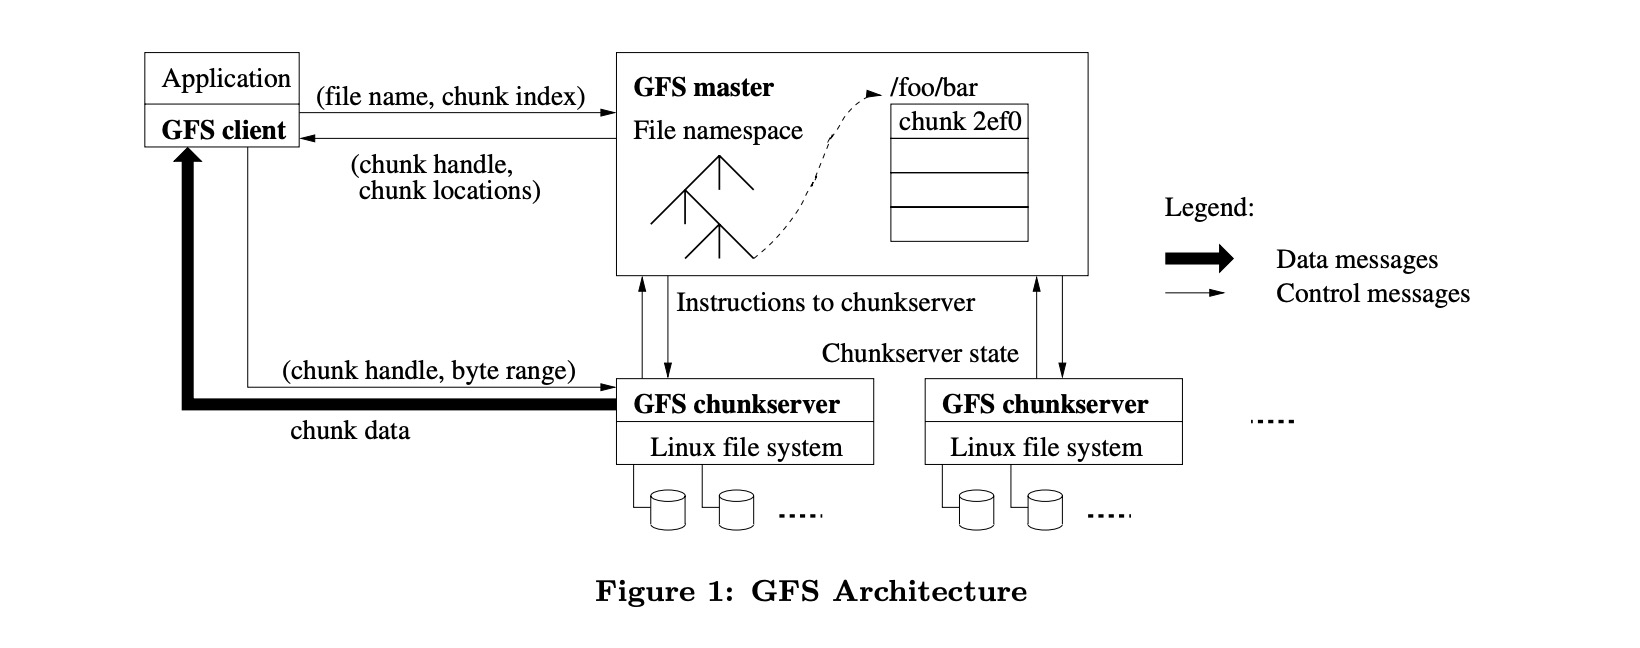 Application
GFS client
(file name, chunk index)
(chunk handle,
chunk locations)
GFS master
File namespace
/foo/bar
chunk 2ef0
Legend:
Data messages
Control messages
Instructions to chunkserver
Chunkserver state
(chunk handle, byte range)
chunk data
GFS chunkserver
Linux file system
GFS chunkserver
Linux file system
Figure 1: GFS Architecture